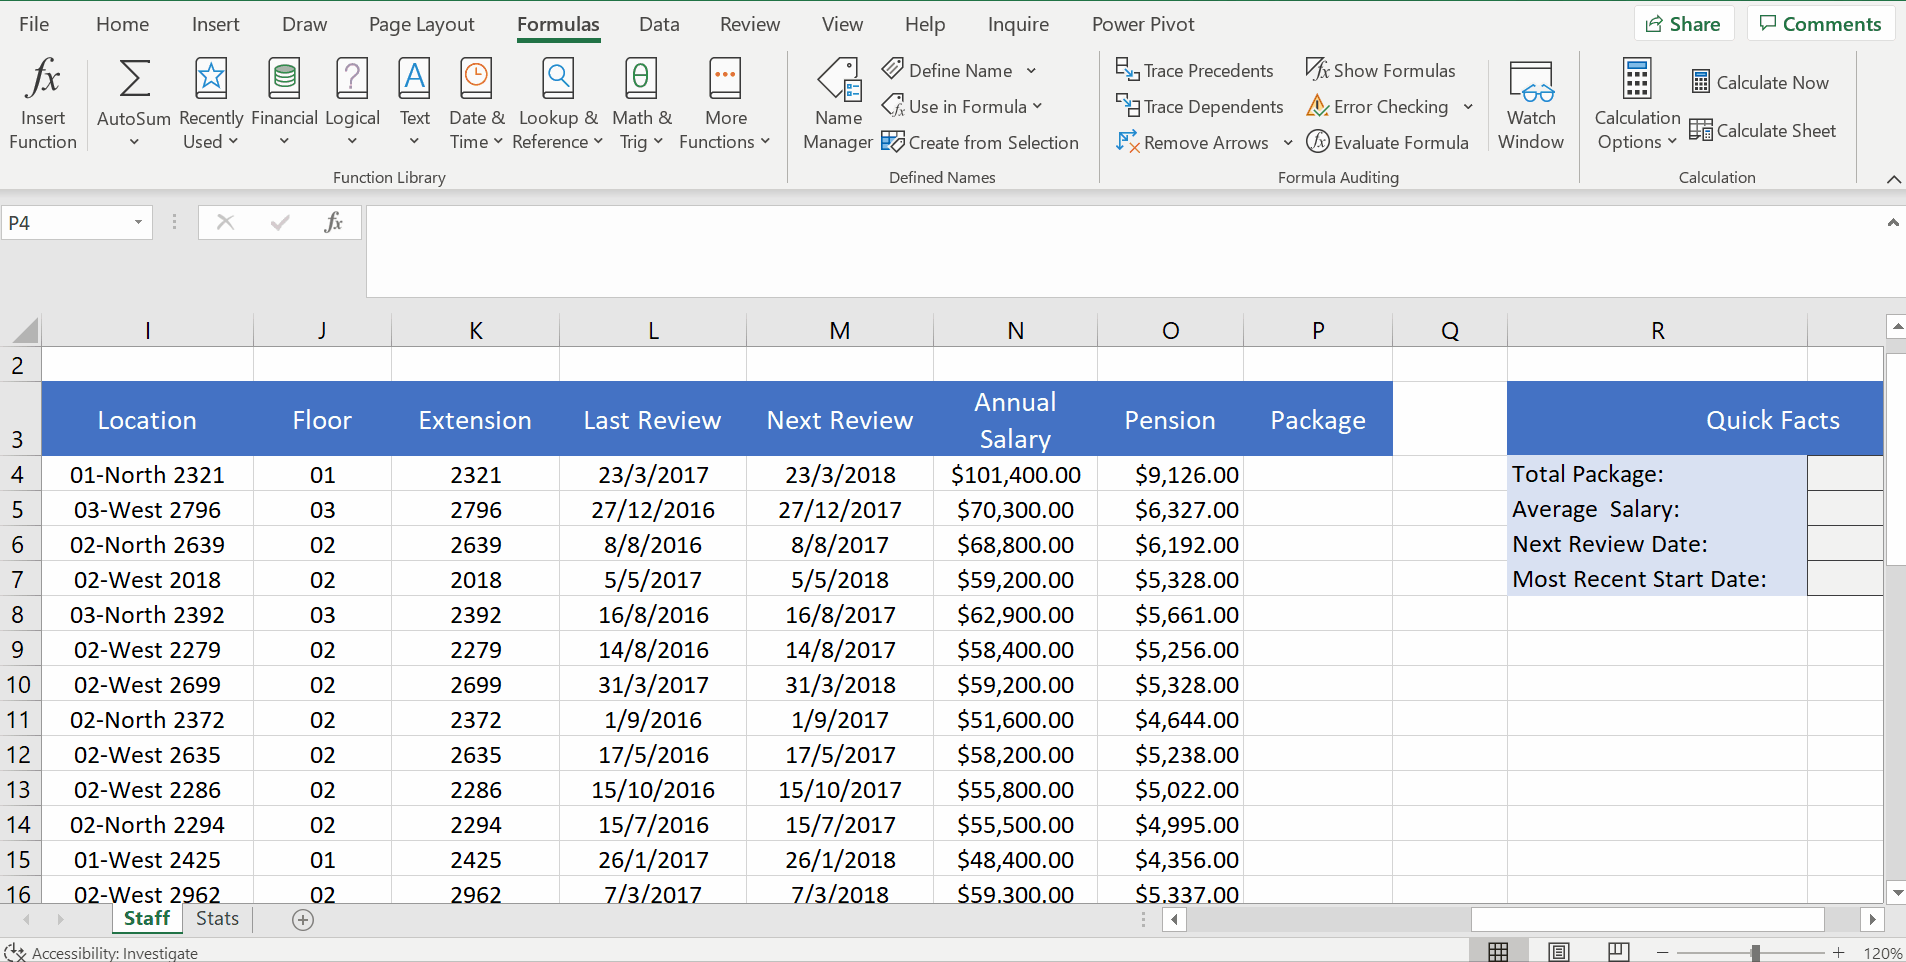 File Home Insert Draw Page Layout Formulas Data Review View Help Inquire Power Pivot Share Comments
fx Σ ? A θ
Insert Function
AutoSum
Recently Used
Financial
Logical
Text
Date & Time
Lookup & Reference
Math & Trig
More Functions
Function Library
Name Manager
Define Name
Use in Formula
Create from Selection
Defined Names
Trace Precedents
Trace Dependents
Remove Arrows
Show Formulas
Error Checking
Evaluate Formula
Formula Auditing
Watch Window
Calculation Options
Calculate Now
Calculate Sheet
Calculation
P4 fx
I J K L M N O P Q R
2
3 Location Floor Extension Last Review Next Review Annual Salary Pension Package Quick Facts
4 01-North 2321 01 2321 23/3/2017 23/3/2018 $101,400.00 $9,126.00 Total Package:
5 03-West 2796 03 2796 27/12/2016 27/12/2017 $70,300.00 $6,327.00 Average  Salary:
6 02-North 2639 02 2639 8/8/2016 8/8/2017 $68,800.00 $6,192.00 Next Review Date:
7 02-West 2018 02 2018 5/5/2017 5/5/2018 $59,200.00 $5,328.00 Most Recent Start Date:
8 03-North 2392 03 2392 16/8/2016 16/8/2017 $62,900.00 $5,661.00
9 02-West 2279 02 2279 14/8/2016 14/8/2017 $58,400.00 $5,256.00
10 02-West 2699 02 2699 31/3/2017 31/3/2018 $59,200.00 $5,328.00
11 02-North 2372 02 2372 1/9/2016 1/9/2017 $51,600.00 $4,644.00
12 02-West 2635 02 2635 17/5/2016 17/5/2017 $58,200.00 $5,238.00
13 02-West 2286 02 2286 15/10/2016 15/10/2017 $55,800.00 $5,022.00
14 02-North 2294 02 2294 15/7/2016 15/7/2017 $55,500.00 $4,995.00
15 01-West 2425 01 2425 26/1/2017 26/1/2018 $48,400.00 $4,356.00
16 02-West 2962 02 2962 7/3/2017 7/3/2018 $59,300.00 $5,337.00
Staff Stats
Accessibility: Investigate 120%